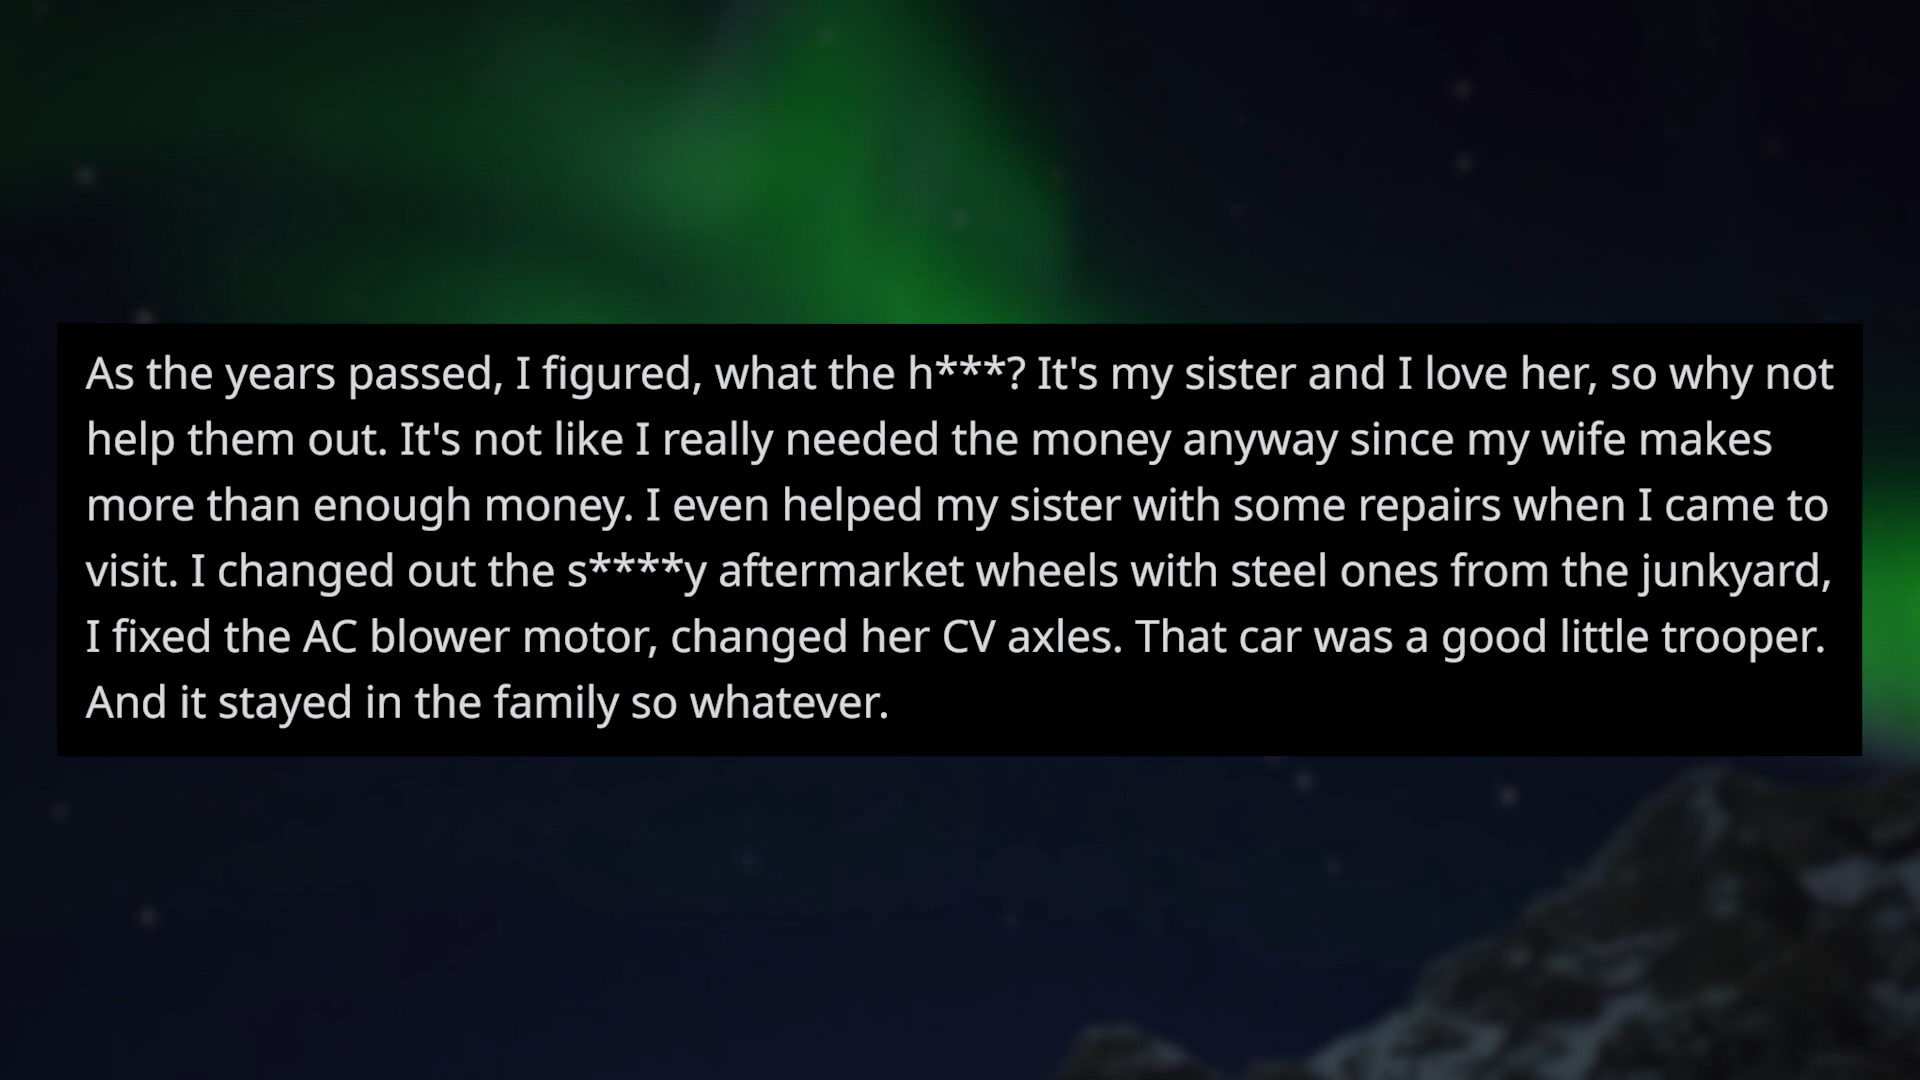 As the years passed, I figured, what the h***? It's my sister and I love her, so why not
help them out. It's not like I really needed the money anyway since my wife makes
more than enough money. I even helped my sister with some repairs when I came to
visit. I changed out the s****y aftermarket wheels with steel ones from the junkyard,
I fixed the AC blower motor, changed her CV axles. That car was a good little trooper.
And it stayed in the family so whatever.